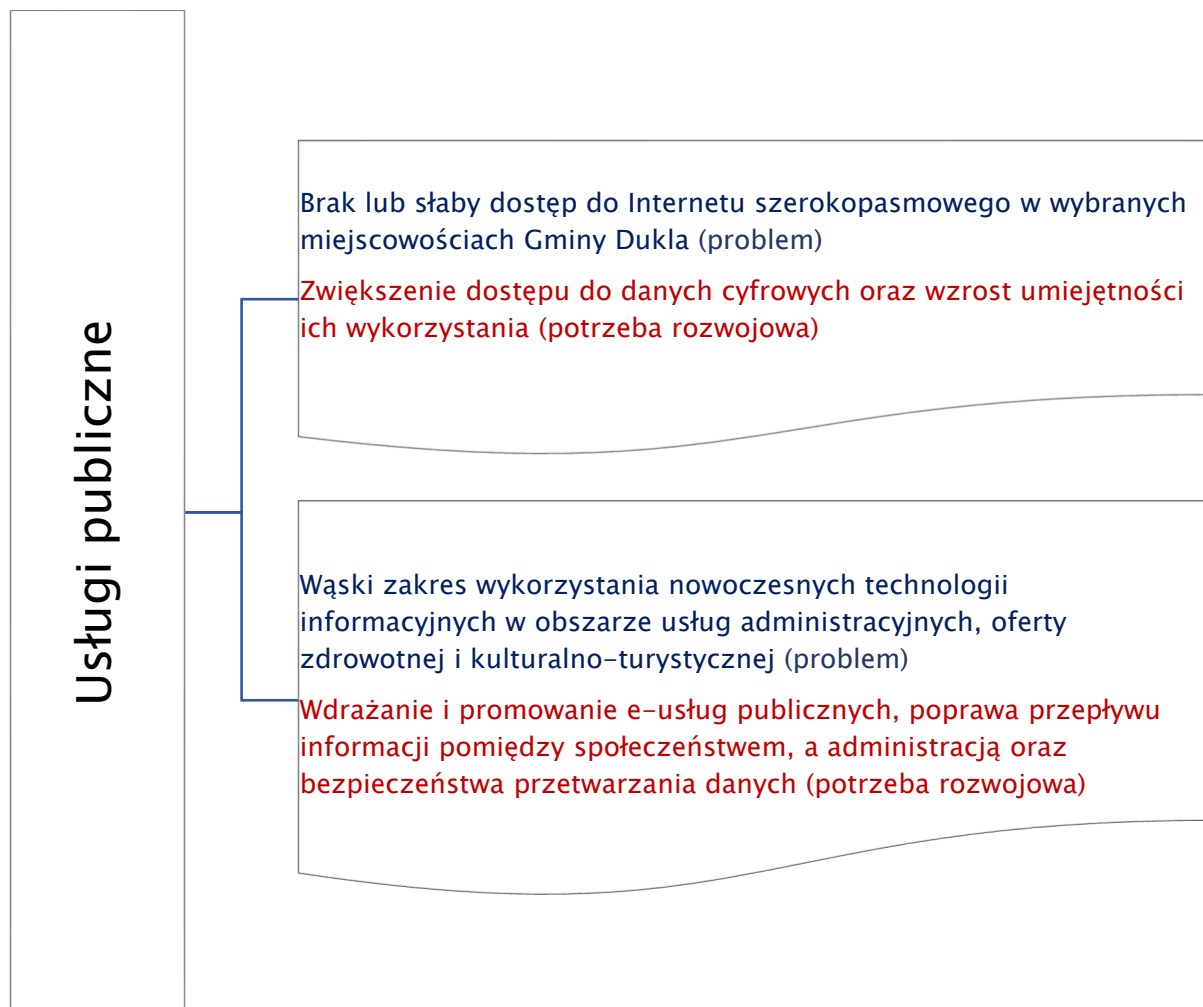 Usługi publiczne
Brak lub słaby dostęp do Internetu szerokopasmowego w wybranych
miejscowościach Gminy Dukla (problem)
Zwiększenie dostępu do danych cyfrowych oraz wzrost umiejętności
ich wykorzystania (potrzeba rozwojowa)
Wąski zakres wykorzystania nowoczesnych technologii
informacyjnych w obszarze usług administracyjnych, oferty
zdrowotnej i kulturalno-turystycznej (problem)
Wdrażanie i promowanie e-usług publicznych, poprawa przepływu
informacji pomiędzy społeczeństwem, a administracją oraz
bezpieczeństwa przetwarzania danych (potrzeba rozwojowa)